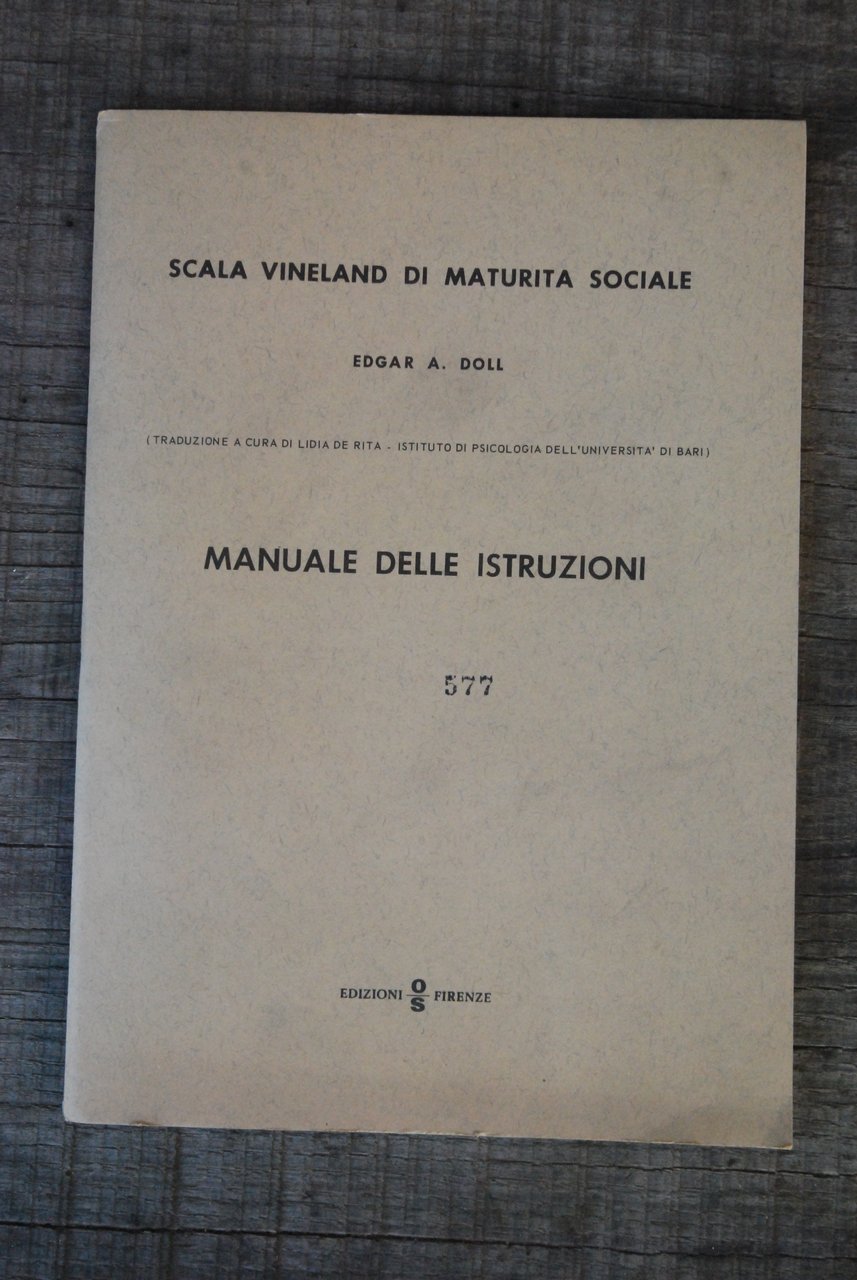 SCALA VINELAND DI MATURITA SOCIALE
EDGAR A. DOLL
( TRADUZIONE A CURA DI LIDIA DE RITA - ISTITUTO DI PSICOLOGIA DELL'UNIVERSITA' DI BARI )
MANUALE DELLE ISTRUZIONI
577
EDIZIONI OS FIRENZE